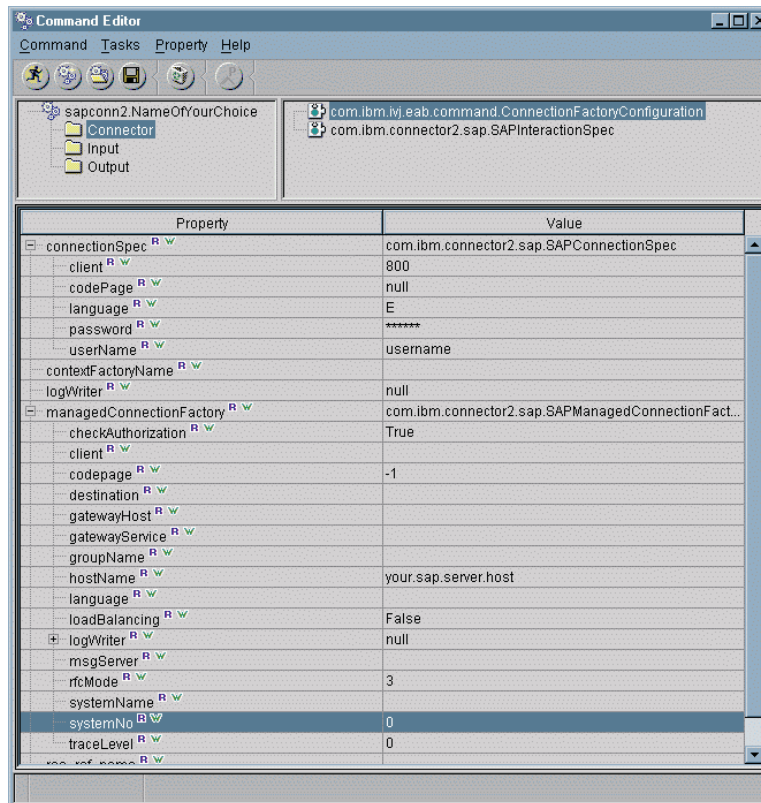 Command Editor
Command Tasks Property Help
sapconn2.NameOfYourChoice
Connector
Input
Output
com.ibm.ivj.eab.command.ConnectionFactoryConfiguration
com.ibm.connector2.sap.SAPInteractionSpec
Property Value
connectionSpec R W com.ibm.connector2.sap.SAPConnectionSpec
client R W 800
codePage R W null
language R W E
password R W ******
userName R W username
contextFactoryName R W
logWriter R W null
managedConnectionFactory R W com.ibm.connector2.sap.SAPManagedConnectionFact...
checkAuthorization R W True
client R W
codepage R W -1
destination R W
gatewayHost R W
gatewayService R W
groupName R W
hostName R W your.sap.server.host
language R W
loadBalancing R W False
logWriter R W null
msgServer R W
rfcMode R W 3
systemName R W
systemNo R W 0
traceLevel R W 0
R W